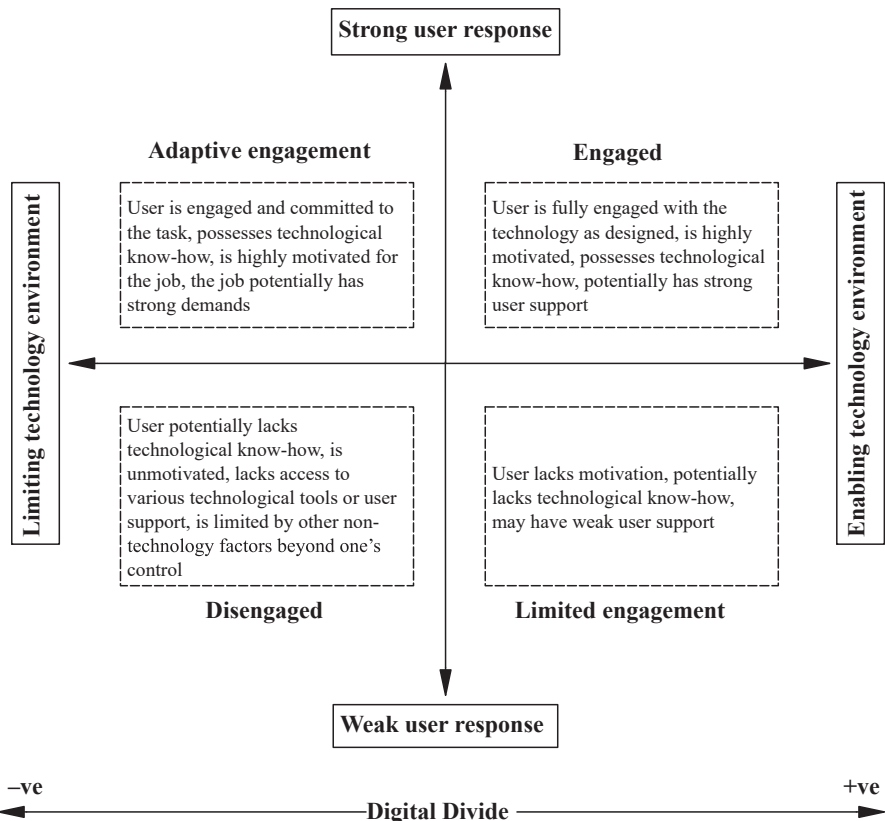 Strong user response
Adaptive engagement
Engaged
Limiting technology environment
User is engaged and committed to
the task, possesses technological
know-how, is highly motivated for
the job, the job potentially has
strong demands
User is fully engaged with the
technology as designed, is highly
motivated, possesses technological
know-how, potentially has strong
user support
Enabling technology environment
User potentially lacks
technological know-how, is
unmotivated, lacks access to
various technological tools or user
support, is limited by other non-
technology factors beyond one’s
control
User lacks motivation, potentially
lacks technological know-how,
may have weak user support
Disengaged
Limited engagement
Weak user response
–ve
+ve
Digital Divide